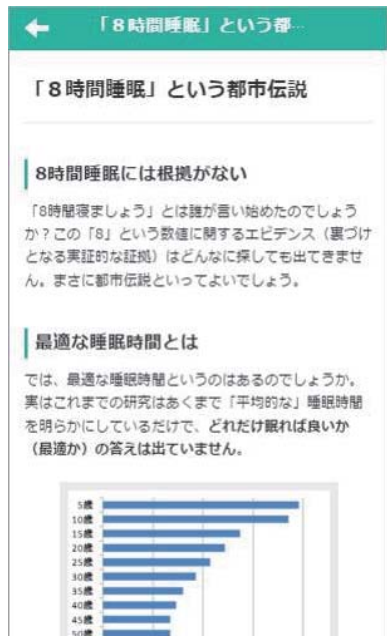 「8時間睡眠」という都…
「8時間睡眠」という都市伝説
8時間睡眠には根拠がない
「8時間寝ましょう」とは誰が言い始めたのでしょう
か？この「8」という数値に関するエビデンス（裏づけ
となる実証的な証拠）はどんなに探しても出てきませ
ん。まさに都市伝説といってよいでしょう。
最適な睡眠時間とは
では、最適な睡眠時間というのはあるのでしょうか。
実はこれまでの研究はあくまで「平均的な」睡眠時間
を明らかにしているだけで、どれだけ眠れば良いか
（最適か）の答えは出ていません。
5歳
10歳
15歳
20歳
25歳
30歳
35歳
40歳
45歳
50歳